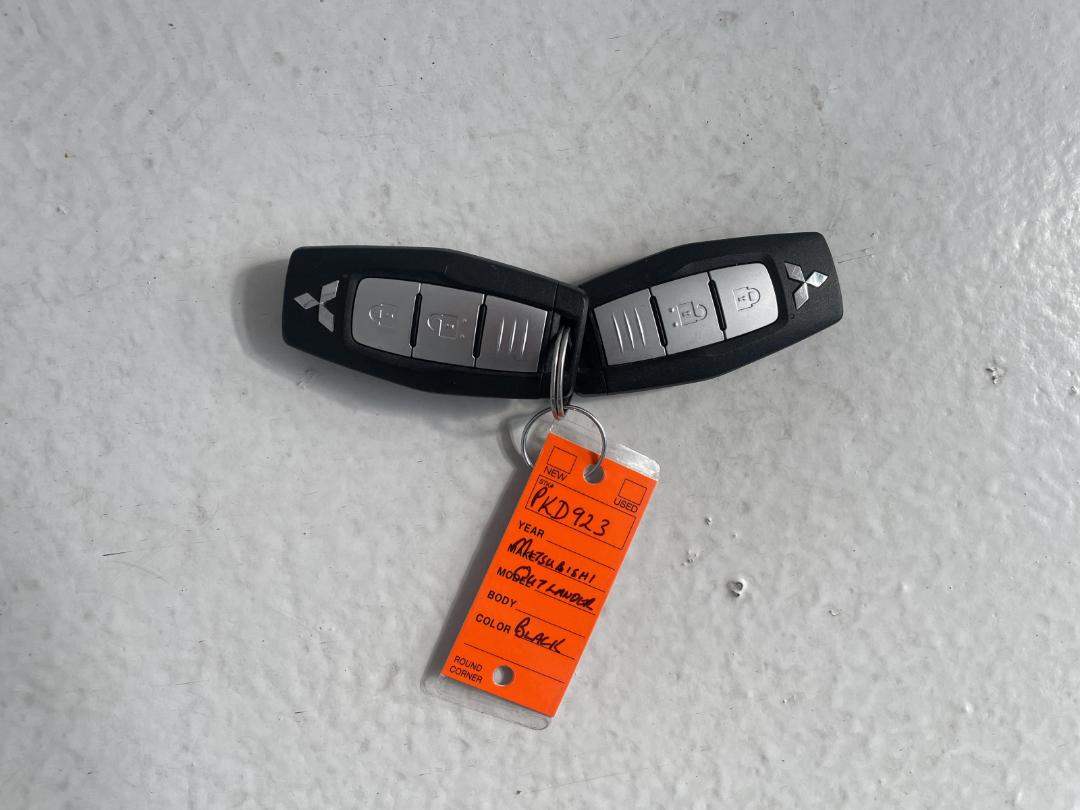 NEW
USED
STK#
PKD923
YEAR
MAKE MITSUBISHI
MODEL OUTLANDER
BODY
COLOR BLACK
ROUND
CORNER